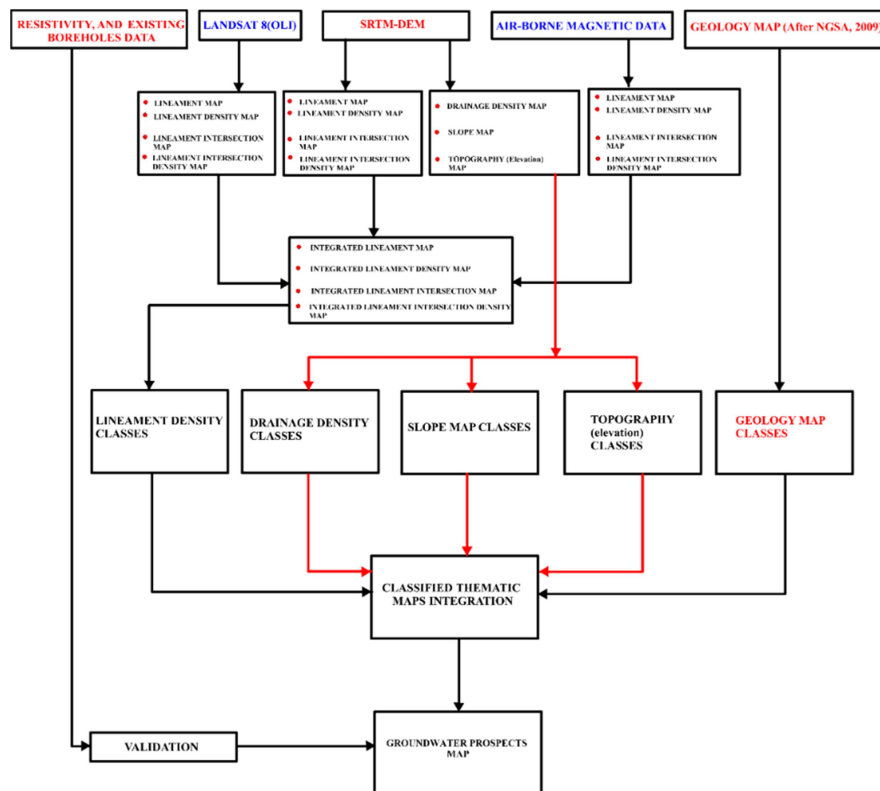 RESISTIVITY, AND EXISTING
BOREHOLES DATA
LANDSAT 8(OLI)
SRTM-DEM
AIR-BORNE MAGNETIC DATA
GEOLOGY MAP (After NGSA, 2009)
LINEAMENT MAP
LINEAMENT DENSITY MAP
LINEAMENT INTERSECTION
MAP
LINEAMENT INTERSECTION
DENSITY MAP
LINEAMENT MAP
LINEAMENT DENSITY MAP
LINEAMENT INTERSECTION
MAP
LINEAMENT INTERSECTION
DENSITY MAP
DRAINAGE DENSITY MAP
SLOPE MAP
TOPOGRAPHY (Elevation)
MAP
LINEAMENT MAP
LINEAMENT DENSITY MAP
LINEAMENT INTERSECTION
MAP
LINEAMENT INTERSECTION
DENSITY MAP
INTEGRATED LINEAMENT MAP
INTEGRATED LINEAMENT DENSITY MAP
INTEGRATED LINEAMENT INTERSECTION MAP
INTEGRATED LINEAMENT INTERSECTION DENSITY MAP
MAP
LINEAMENT DENSITY
CLASSES
DRAINAGE DENSITY
CLASSES
SLOPE MAP CLASSES
TOPOGRAPHY
(elevation)
CLASSES
GEOLOGY MAP
CLASSES
CLASSIFIED THEMATIC
MAPS INTEGRATION
VALIDATION
GROUNDWATER PROSPECTS
MAP